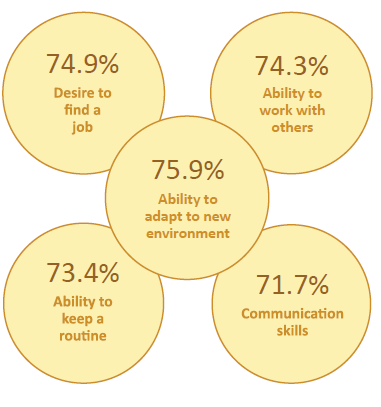 74.9%
Desire to
find a
job
74.3%
Ability to
work with
others
75.9%
Ability to
adapt to new
environment
73.4%
Ability to
keep a
routine
71.7%
Communication
skills